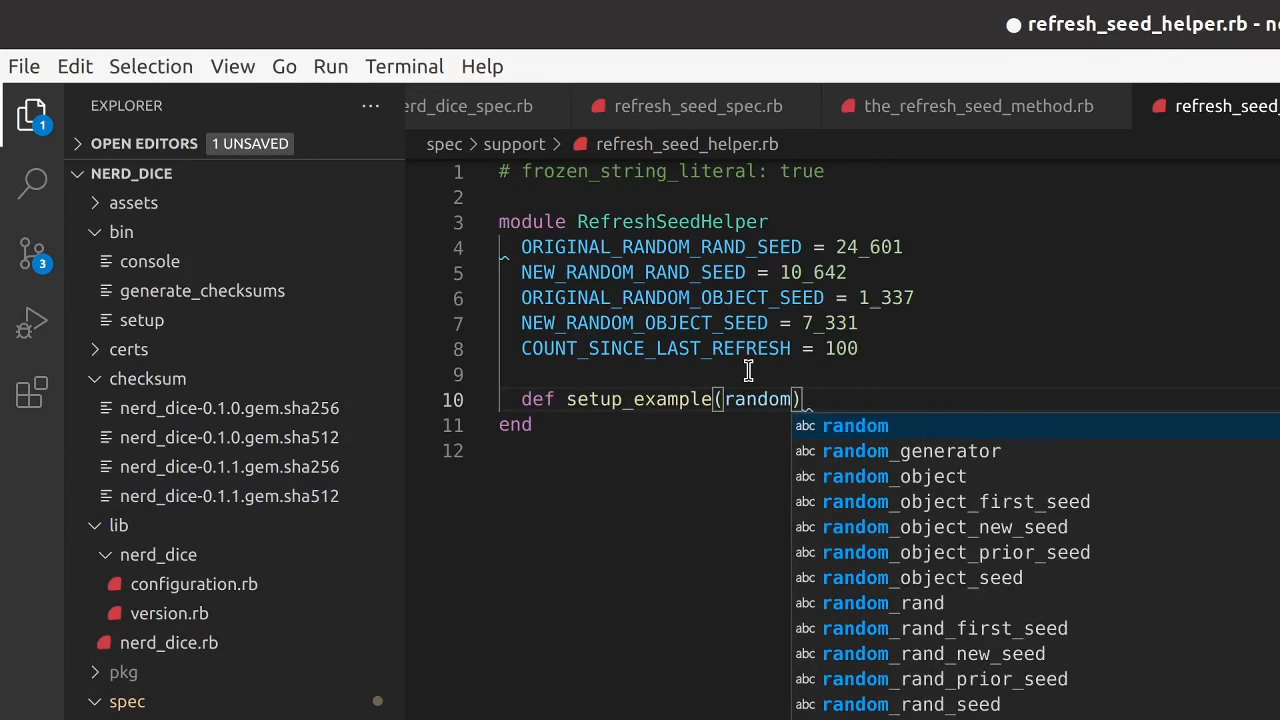 refresh_seed_helper.rb - ne
File Edit Selection View Go Run Terminal Help
EXPLORER
erd_dice_spec.rb refresh_seed_spec.rb the_refresh_seed_method.rb refresh_seed_
1
OPEN EDITORS 1 UNSAVED
spec > support > refresh_seed_helper.rb
NERD_DICE
assets
bin
console
3
generate_checksums
setup
certs
checksum
nerd_dice-0.1.0.gem.sha256
nerd_dice-0.1.0.gem.sha512
nerd_dice-0.1.1.gem.sha256
nerd_dice-0.1.1.gem.sha512
lib
nerd_dice
configuration.rb
version.rb
nerd_dice.rb
pkg
spec
1 # frozen_string_literal: true
2
3 module RefreshSeedHelper
4 ORIGINAL_RANDOM_RAND_SEED = 24_601
5 NEW_RANDOM_RAND_SEED = 10_642
6 ORIGINAL_RANDOM_OBJECT_SEED = 1_337
7 NEW_RANDOM_OBJECT_SEED = 7_331
8 COUNT_SINCE_LAST_REFRESH = 100
9
10 def setup_example(random)
11 end
12
abc random
abc random_generator
abc random_object
abc random_object_first_seed
abc random_object_new_seed
abc random_object_prior_seed
abc random_object_seed
abc random_rand
abc random_rand_first_seed
abc random_rand_new_seed
abc random_rand_prior_seed
abc random_rand_seed